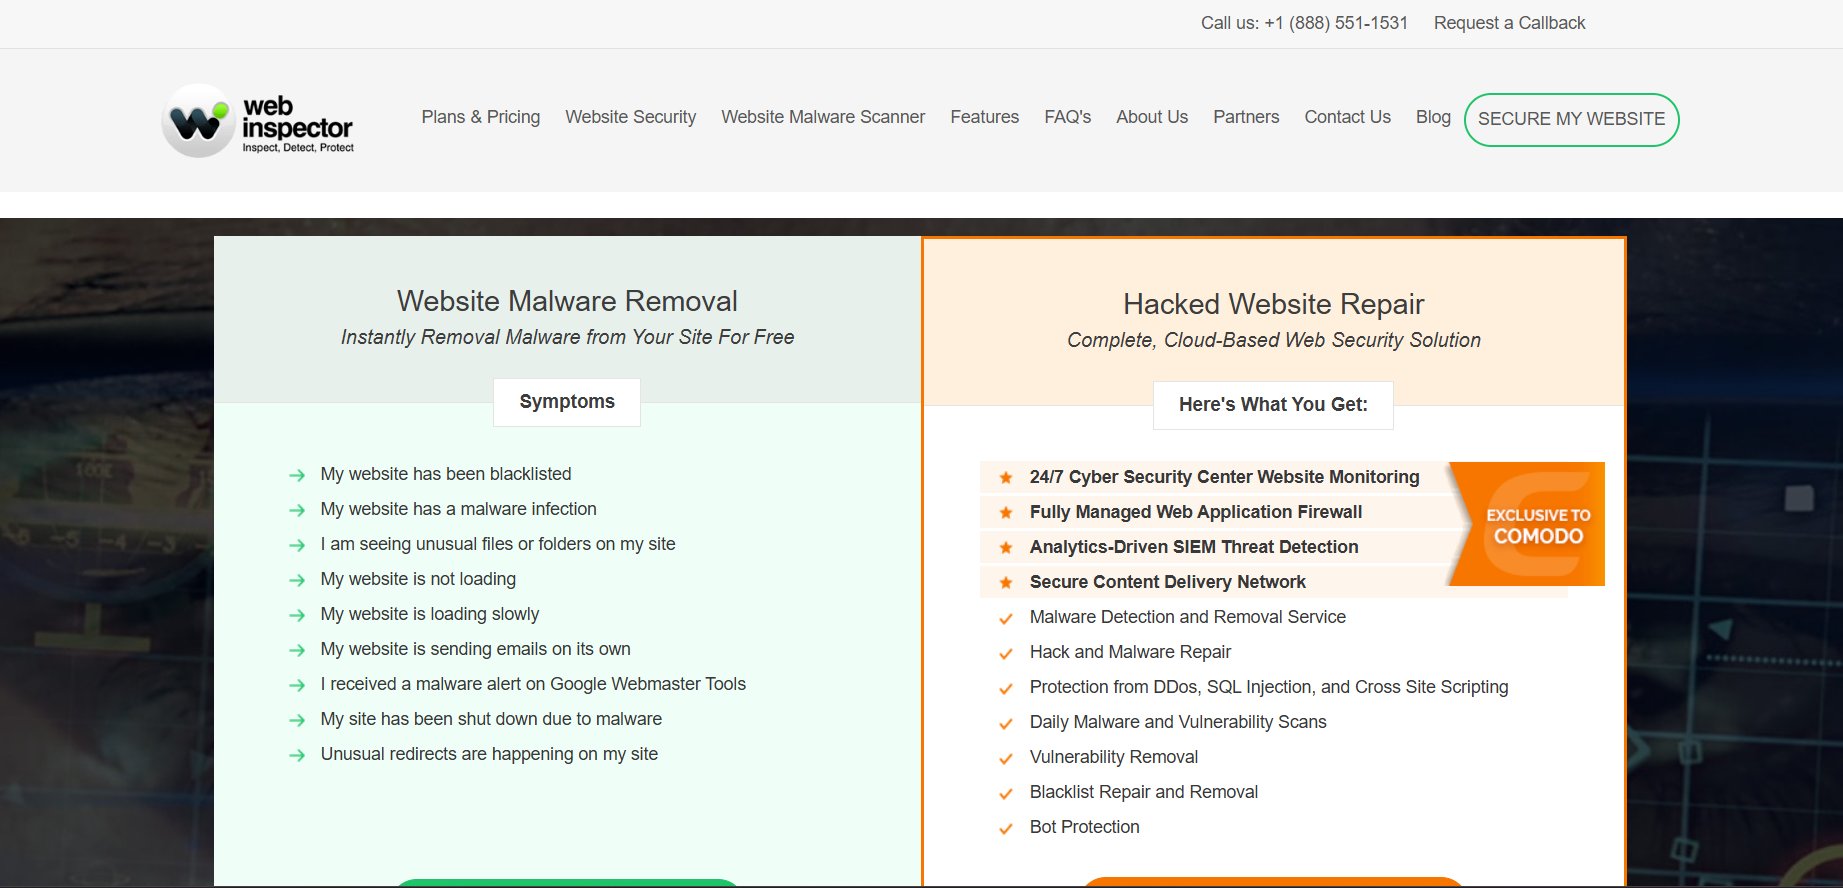 Call us: +1 (888) 551-1531 Request a Callback
web
inspector
Inspect, Detect, Protect
Plans & Pricing Website Security Website Malware Scanner Features FAQ's About Us Partners Contact Us Blog SECURE MY WEBSITE
Website Malware Removal
Instantly Removal Malware from Your Site For Free
Symptoms
My website has been blacklisted
My website has a malware infection
I am seeing unusual files or folders on my site
My website is not loading
My website is loading slowly
My website is sending emails on its own
I received a malware alert on Google Webmaster Tools
My site has been shut down due to malware
Unusual redirects are happening on my site
Hacked Website Repair
Complete, Cloud-Based Web Security Solution
Here's What You Get:
24/7 Cyber Security Center Website Monitoring
Fully Managed Web Application Firewall
Analytics-Driven SIEM Threat Detection
Secure Content Delivery Network
EXCLUSIVE TO
COMODO
Malware Detection and Removal Service
Hack and Malware Repair
Protection from DDos, SQL Injection, and Cross Site Scripting
Daily Malware and Vulnerability Scans
Vulnerability Removal
Blacklist Repair and Removal
Bot Protection